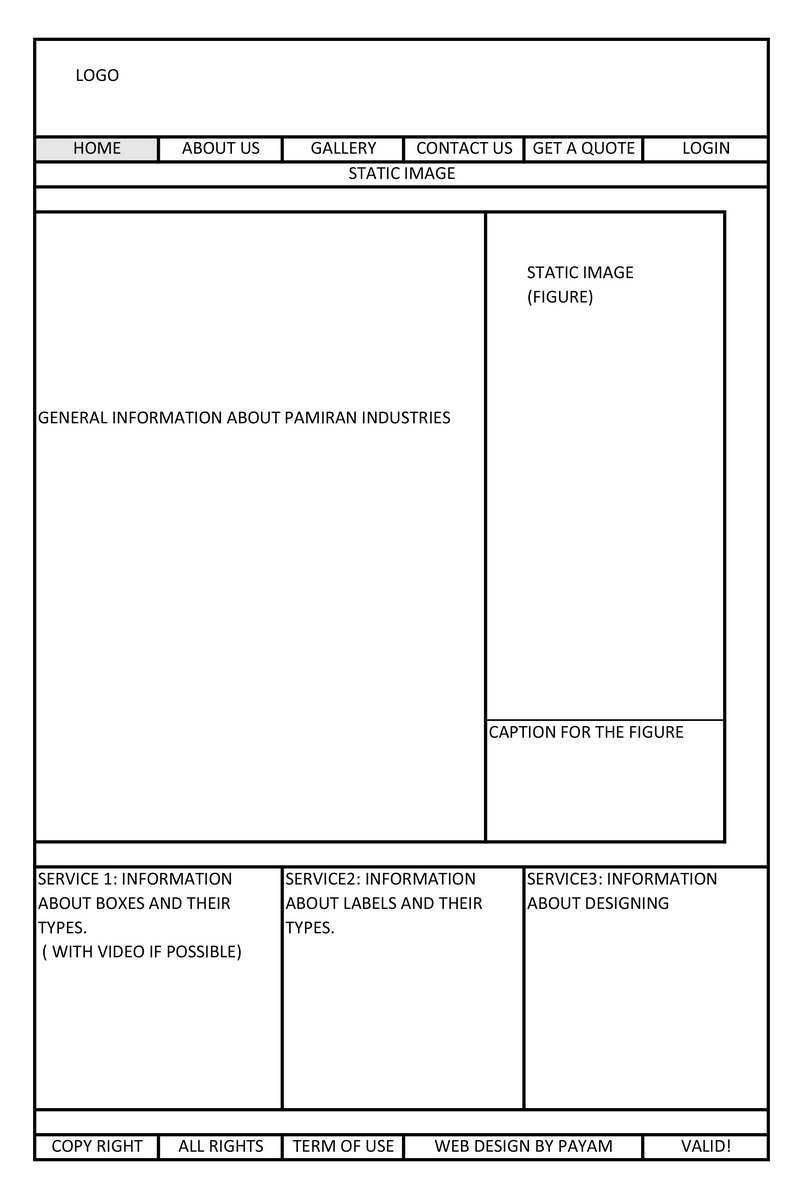 LOGO
HOME ABOUT US GALLERY CONTACT US GET A QUOTE LOGIN
STATIC IMAGE
STATIC IMAGE
(FIGURE)
GENERAL INFORMATION ABOUT PAMIRAN INDUSTRIES
CAPTION FOR THE FIGURE
SERVICE 1: INFORMATION
ABOUT BOXES AND THEIR
TYPES.
( WITH VIDEO IF POSSIBLE)
SERVICE2: INFORMATION
ABOUT LABELS AND THEIR
TYPES.
SERVICE3: INFORMATION
ABOUT DESIGNING
COPY RIGHT ALL RIGHTS TERM OF USE WEB DESIGN BY PAYAM VALID!